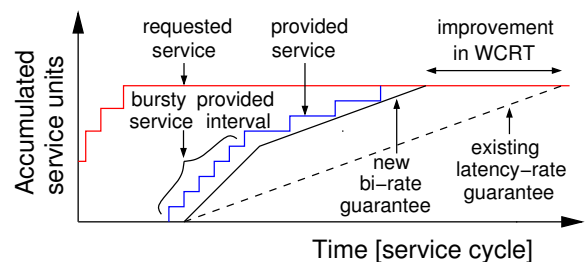 requested
service
provided
service
improvement
in WCRT
bursty
service
provided
interval
new
bi-rate
guarantee
existing
latency-rate
guarantee
Accumulated
service units
Time [service cycle]